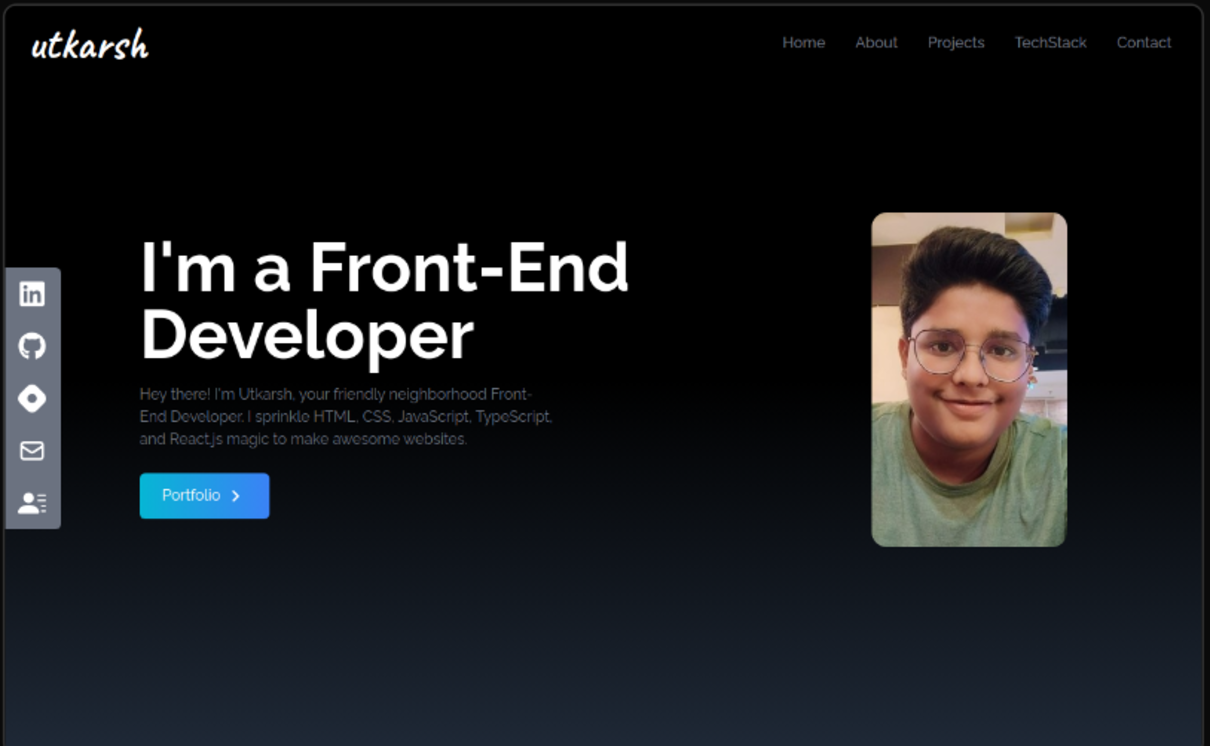 utkarsh
Home About Projects TechStack Contact
I'm a Front-End
Developer
Hey there! I'm Utkarsh, your friendly neighborhood Front-
End Developer. I sprinkle HTML, CSS, JavaScript, TypeScript,
and React.js magic to make awesome websites.
Portfolio
in